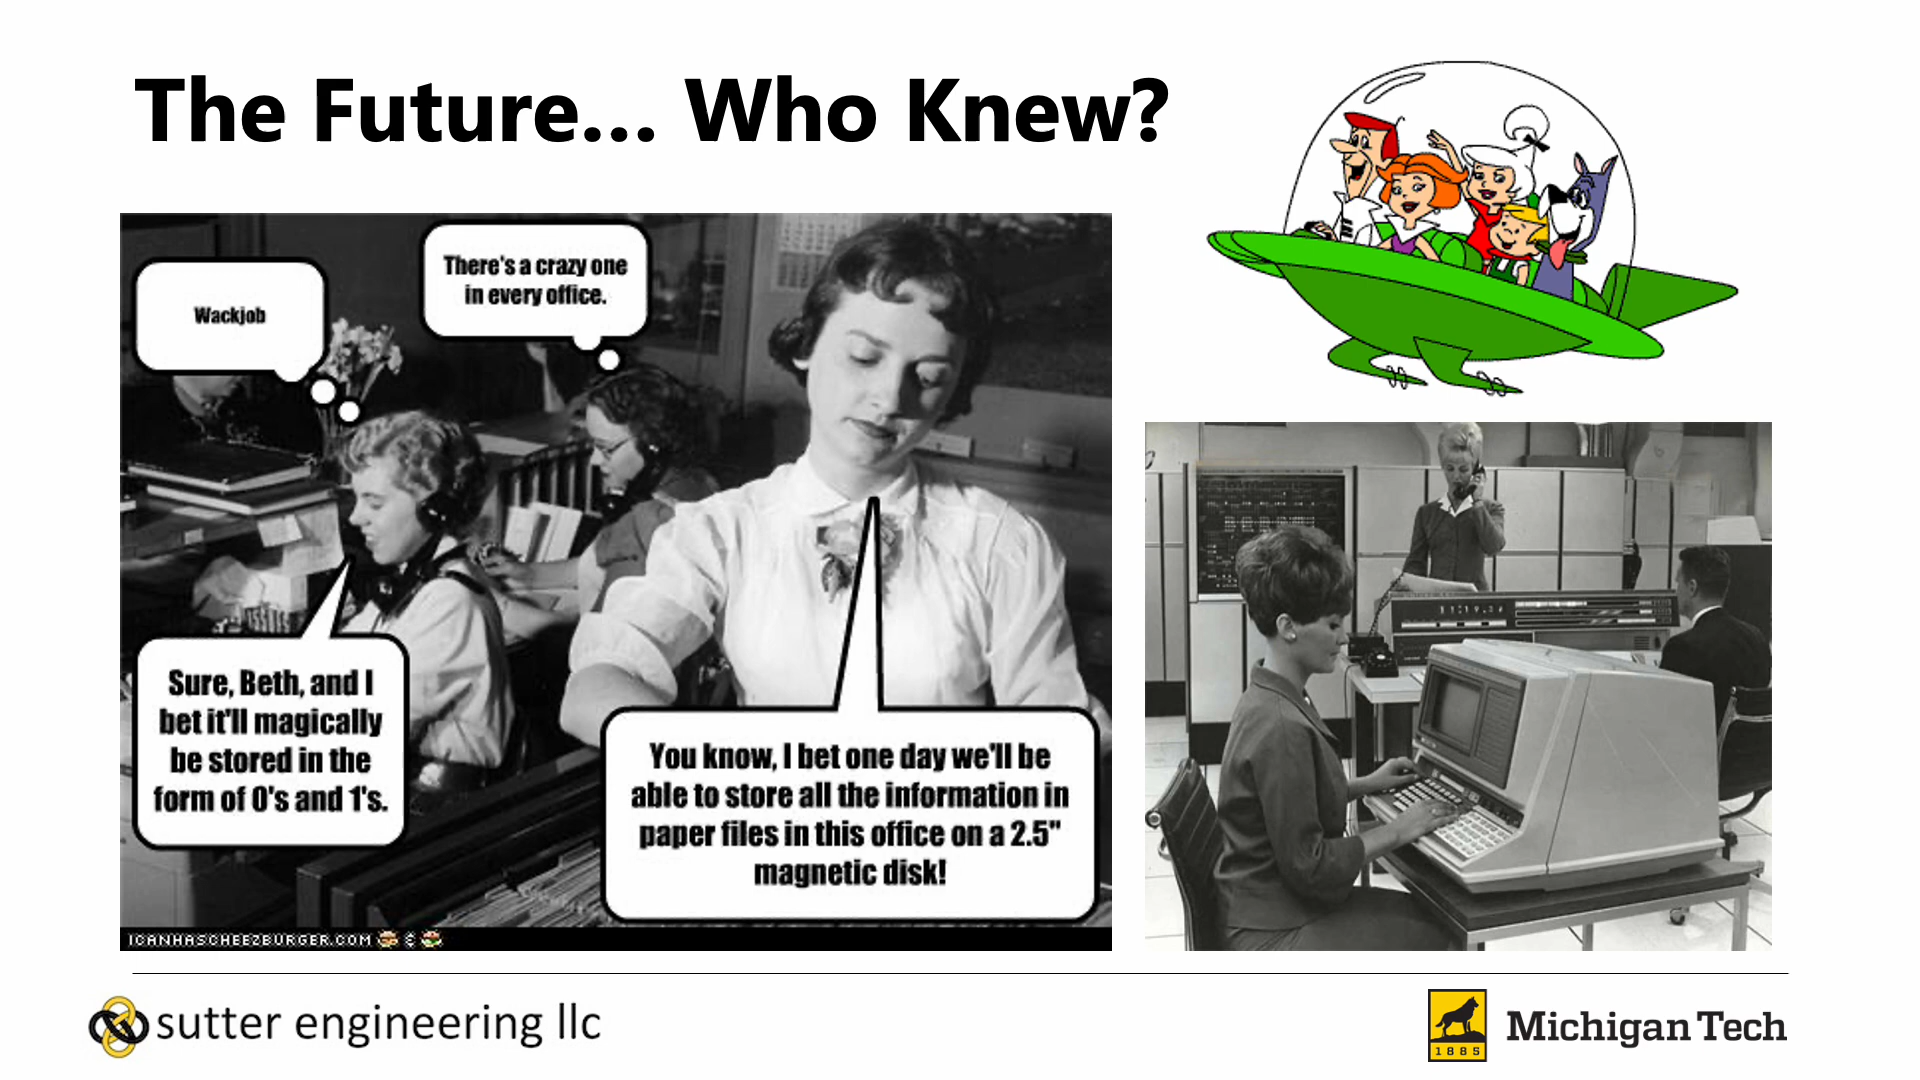 The Future... Who Knew?
Wackjob
There's a crazy one
in every office.
Sure, Beth, and I
bet it'll magically
be stored in the
form of 0's and 1's.
You know, I bet one day we'll be
able to store all the information in
paper files in this office on a 2.5"
magnetic disk!
ICANHASCHEEZBURGER.COM
sutter engineering llc
1885
Michigan Tech